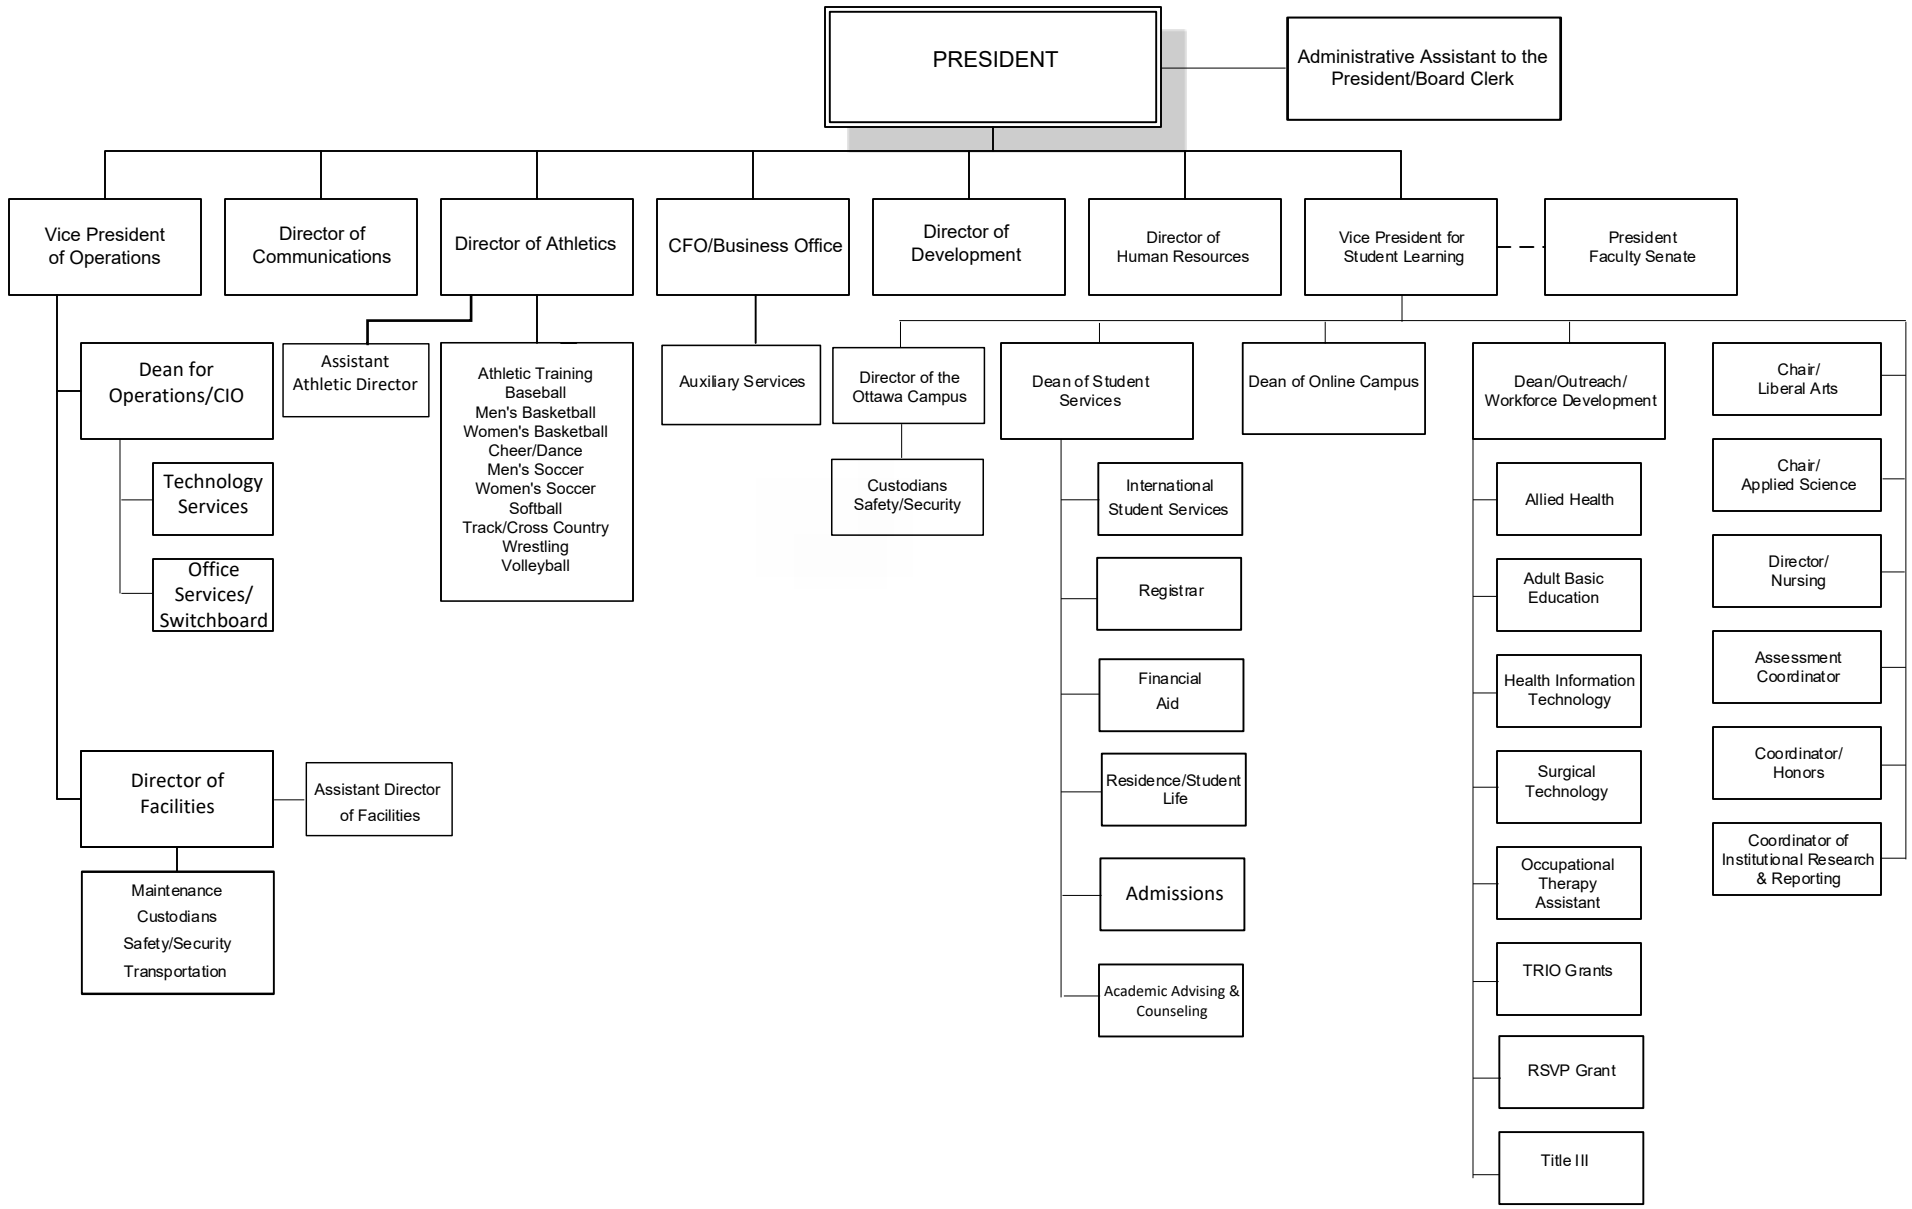 PRESIDENT
Administrative Assistant to the
President/Board Clerk
Vice President
of Operations
Director of
Communications
Director of Athletics
CFO/Business Office
Director of
Development
Director of
Human Resources
Vice President for
Student Learning
President
Faculty Senate
Dean for
Operations/CIO
Technology
Services
Office
Services/
Switchboard
Director of
Facilities
Assistant Director
of Facilities
Maintenance
Custodians
Safety/Security
Transportation
Assistant
Athletic Director
Athletic Training
Baseball
Men's Basketball
Women's Basketball
Cheer/Dance
Men's Soccer
Women's Soccer
Softball
Track/Cross Country
Wrestling
Volleyball
Auxiliary Services
Director of the
Ottawa Campus
Custodians
Safety/Security
Dean of Student
Services
International
Student Services
Registrar
Financial
Aid
Residence/Student
Life
Admissions
Academic Advising &
Counseling
Dean of Online Campus
Dean/Outreach/
Workforce Development
Allied Health
Adult Basic
Education
Health Information
Technology
Surgical
Technology
Occupational
Therapy
Assistant
TRIO Grants
RSVP Grant
Title III
Chair/
Liberal Arts
Chair/
Applied Science
Director/
Nursing
Assessment
Coordinator
Coordinator/
Honors
Coordinator of
Institutional Research
& Reporting